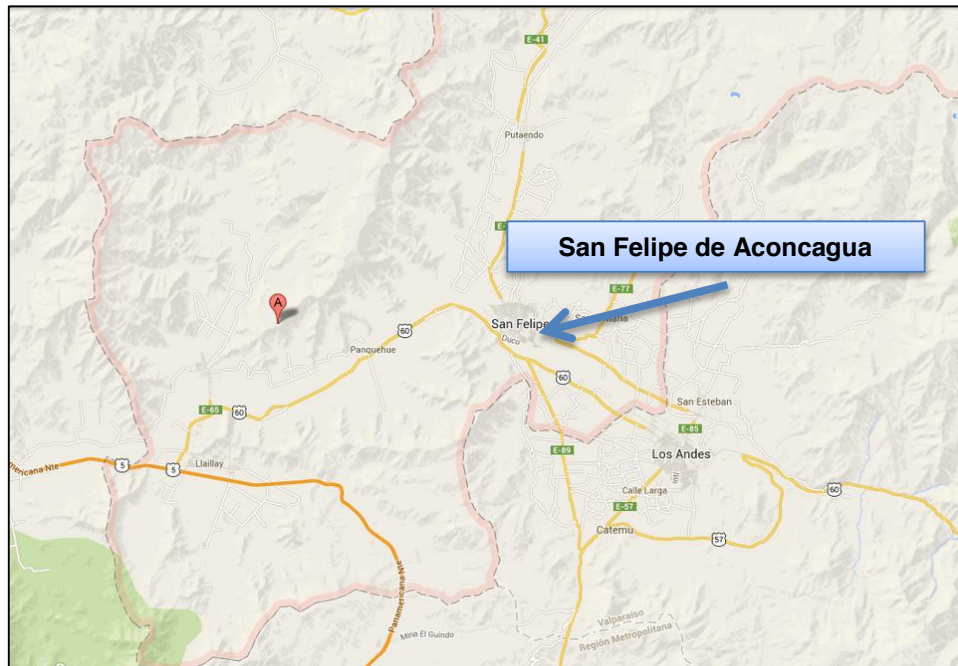 E-41
Putaendo
San Felipe de Aconcagua
E-77
A
San Felipe
60
Duco
Panquehue
60
San Esteban
E-65
60
E-85
E-89
Los Andes
Llaillay
5
5
americana Nte
Calle Larga
60
E-57
Catemu
57
Panamericana Nte
Valparaíso
Mina El Guindo
Región Metropolitana